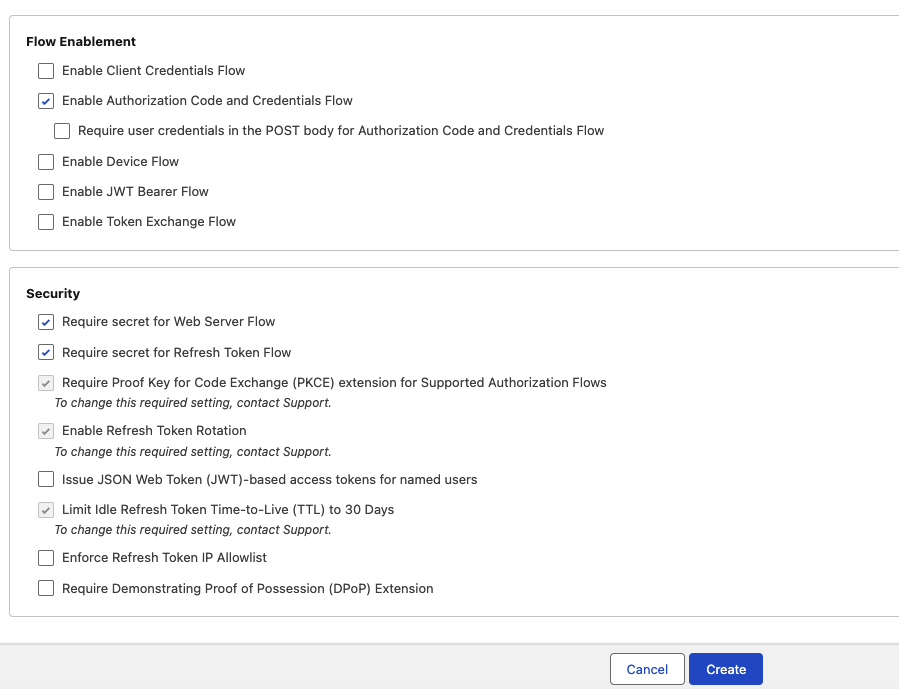 Flow Enablement
Enable Client Credentials Flow
Enable Authorization Code and Credentials Flow
Require user credentials in the POST body for Authorization Code and Credentials Flow
Enable Device Flow
Enable JWT Bearer Flow
Enable Token Exchange Flow
Security
Require secret for Web Server Flow
Require secret for Refresh Token Flow
Require Proof Key for Code Exchange (PKCE) extension for Supported Authorization Flows
To change this required setting, contact Support.
Enable Refresh Token Rotation
To change this required setting, contact Support.
Issue JSON Web Token (JWT)-based access tokens for named users
Limit Idle Refresh Token Time-to-Live (TTL) to 30 Days
To change this required setting, contact Support.
Enforce Refresh Token IP Allowlist
Require Demonstrating Proof of Possession (DPoP) Extension
Cancel Create